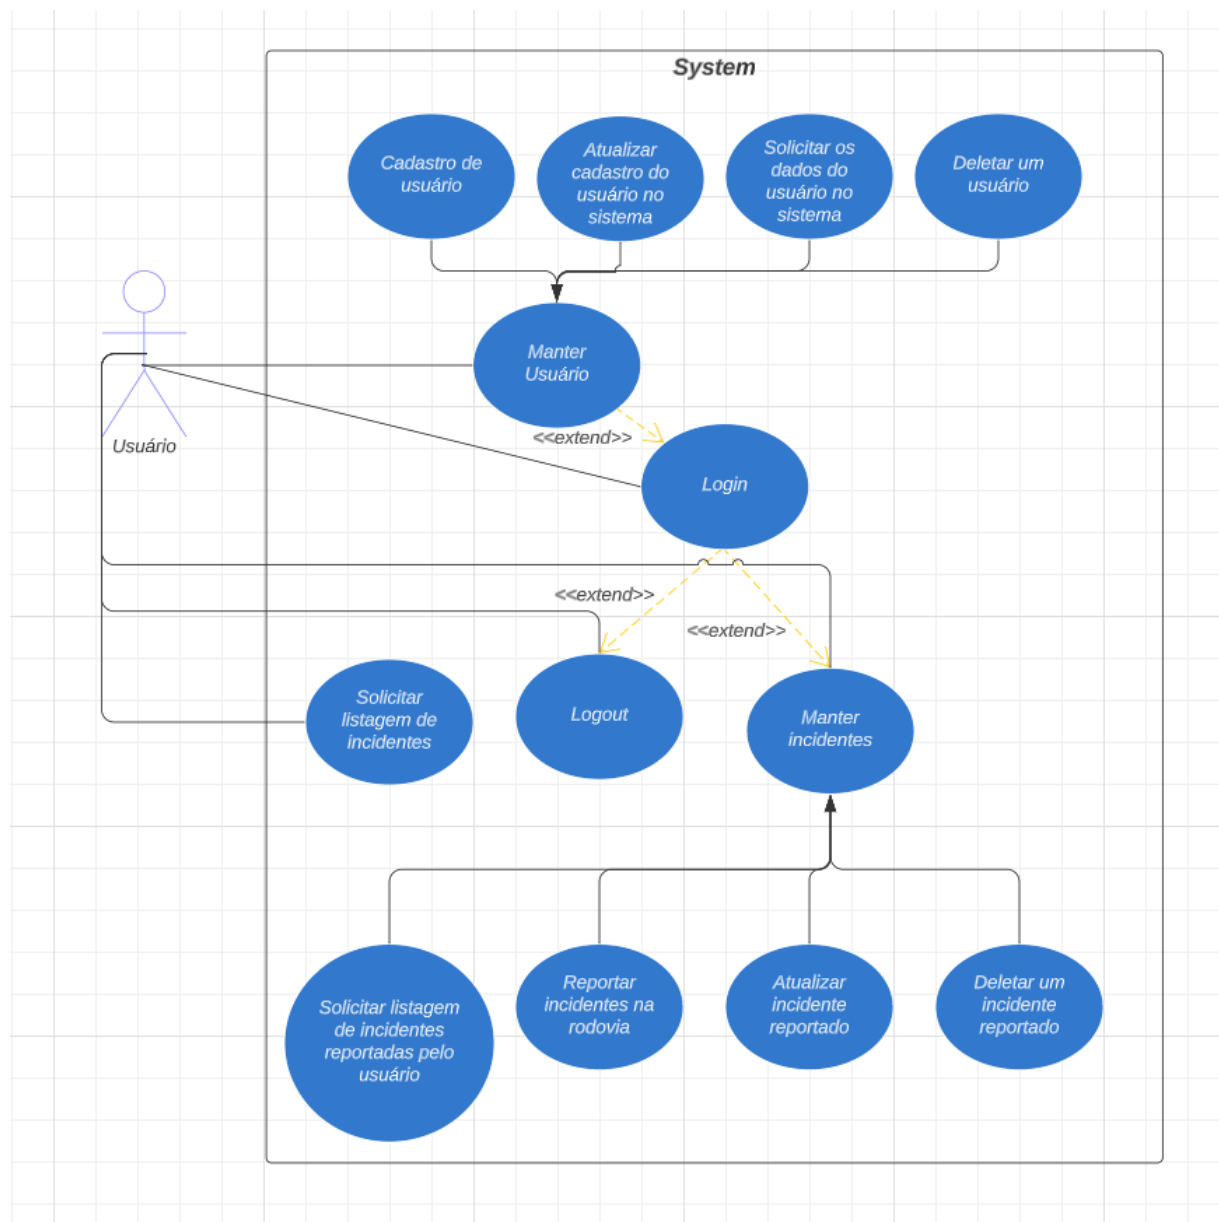 System
Cadastro de
usuário
Atualizar
cadastro do
usuário no
sistema
Solicitar os
dados do
usuário no
sistema
Deletar um
usuário
Manter
Usuário
Usuário
<<extend>>
Login
<<extend>>
<<extend>>
Solicitar
listagem de
incidentes
Logout
Manter
incidentes
Solicitar listagem
de incidentes
reportadas pelo
usuário
Reportar
incidentes na
rodovia
Atualizar
incidente
reportado
Deletar um
incidente
reportado